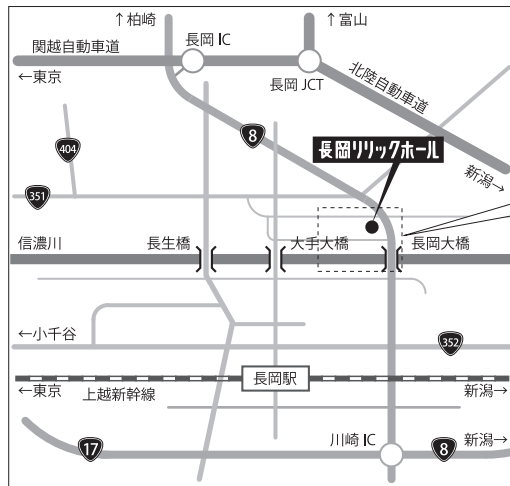 ↑柏崎
↑富山
関越自動車道
長岡 IC
←東京
長岡 JCT
北陸自動車道
404
8
長岡リリックホール
新潟→
351
信濃川
長生橋
大手大橋
長岡大橋
←小千谷
352
長岡駅
←東京
上越新幹線
新潟→
17
川崎 IC
8
新潟→